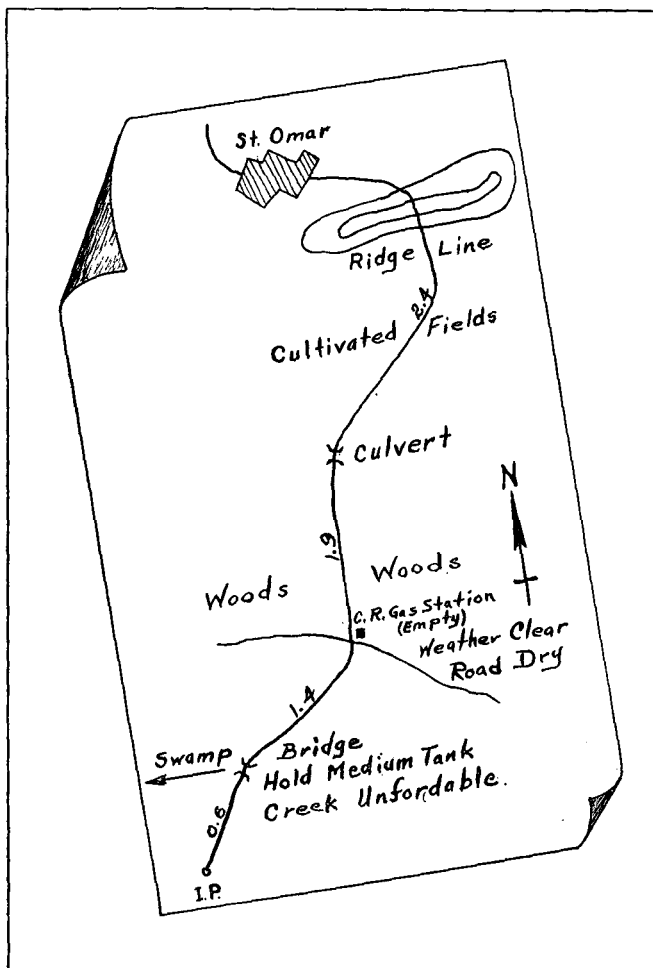 St. Omar
Ridge Line
2.4
Cultivated Fields
Culvert
N
1.9
Woods
Woods
C.R. Gas Station
(Empty)
Weather Clear
Road Dry
1.4
Swamp
Bridge
Hold Medium Tank
Creek Unfordable.
0.6
I.P.